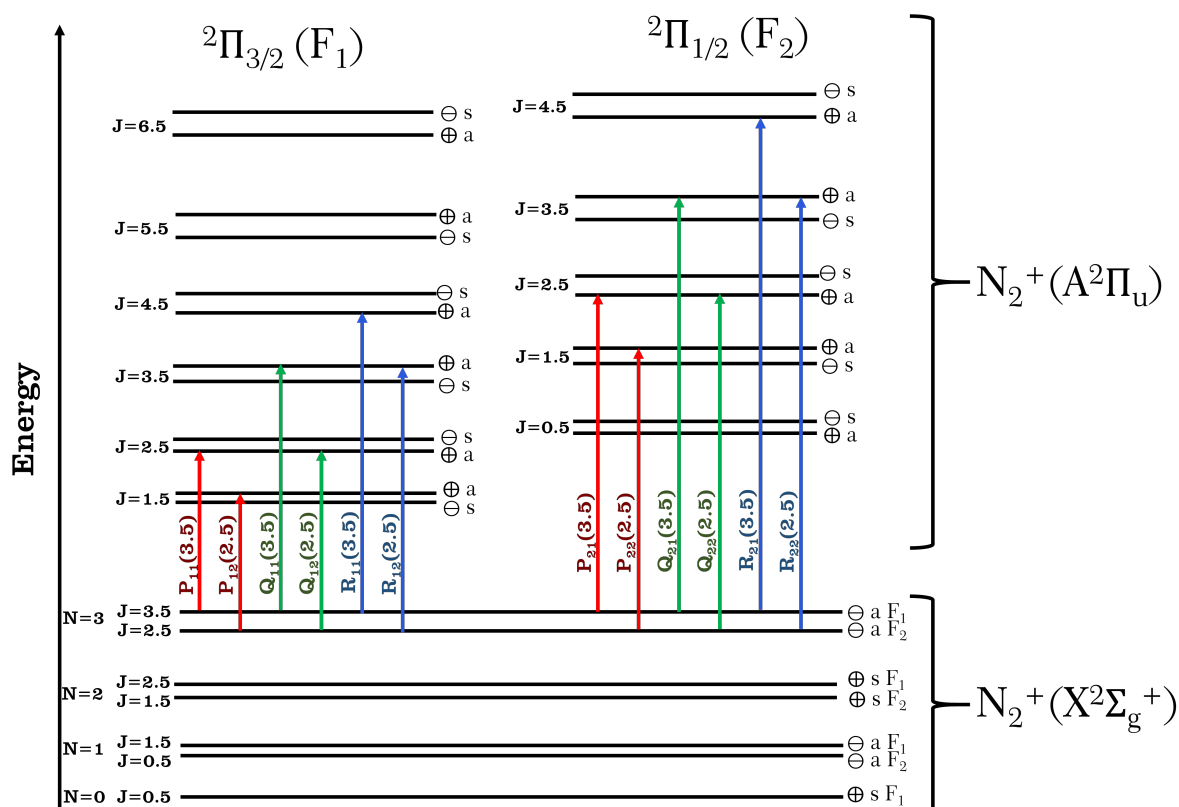 ²Π₃/₂ (F₁)
²Π₁/₂ (F₂)
Energy
J=6.5
⊖ s
⊕ a
J=5.5
⊕ a
⊖ s
J=4.5
⊖ s
⊕ a
J=3.5
⊕ a
⊖ s
J=2.5
⊖ s
⊕ a
J=1.5
⊕ a
⊖ s
J=4.5
⊖ s
⊕ a
J=3.5
⊕ a
⊖ s
J=2.5
⊖ s
⊕ a
J=1.5
⊕ a
⊖ s
J=0.5
⊖ s
⊕ a
N₂⁺(A²Πᵤ)
P₁₁(3.5)
P₁₂(2.5)
Q₁₁(3.5)
Q₁₂(2.5)
R₁₁(3.5)
R₁₂(2.5)
P₂₁(3.5)
P₂₂(2.5)
Q₂₁(3.5)
Q₂₂(2.5)
R₂₁(3.5)
R₂₂(2.5)
N=3
J=3.5
⊖ a F₁
J=2.5
⊖ a F₂
N=2
J=2.5
⊕ s F₁
J=1.5
⊕ s F₂
N=1
J=1.5
⊖ a F₁
J=0.5
⊖ a F₂
N=0 J=0.5
⊕ s F₁
N₂⁺(X²Σg⁺)